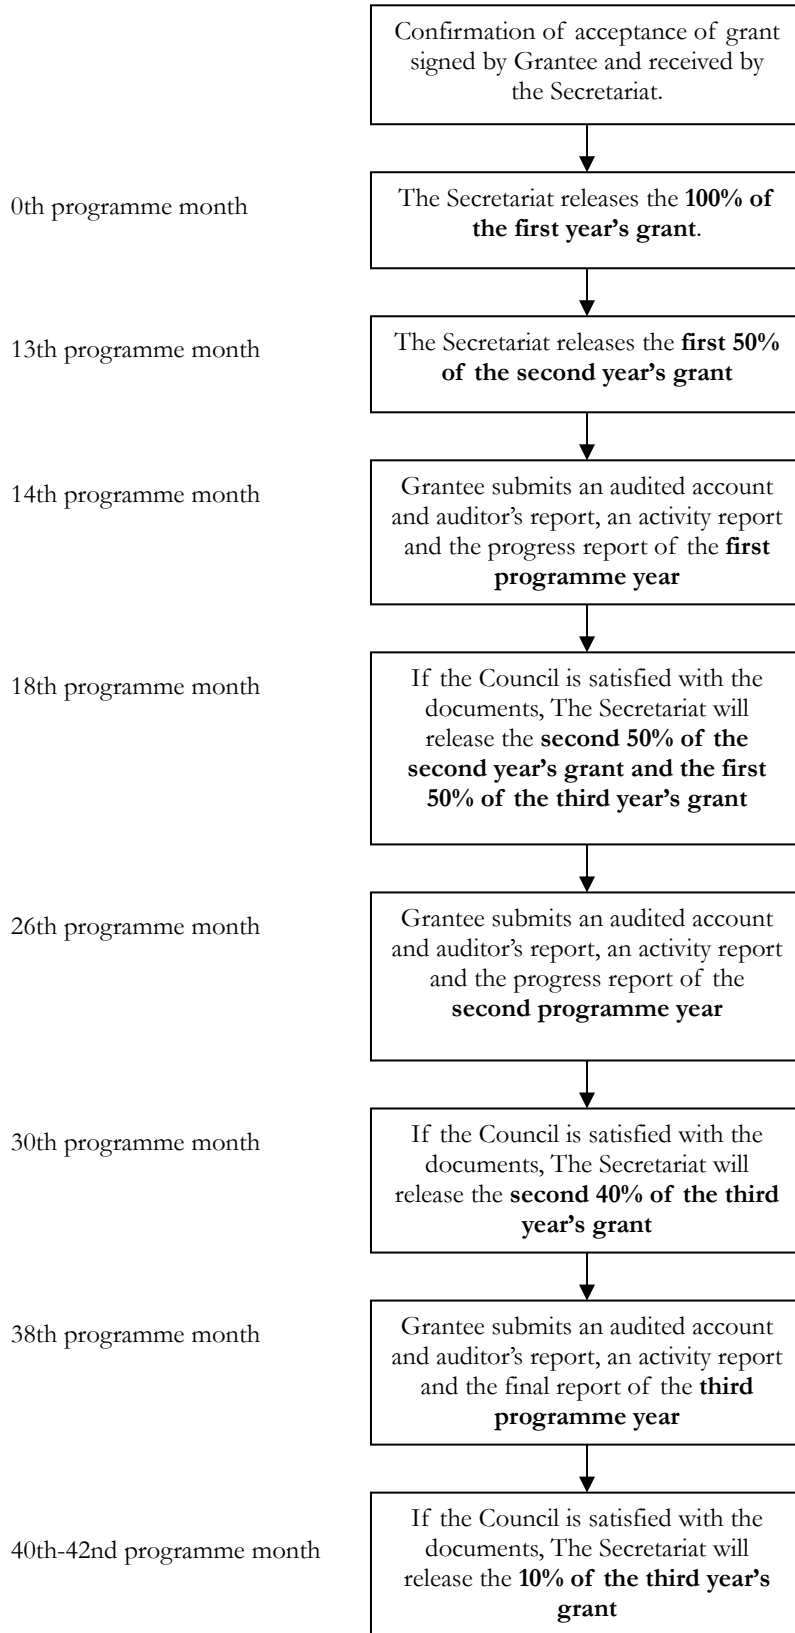 Confirmation of acceptance of grant
signed by Grantee and received by
the Secretariat.
0th programme month
The Secretariat releases the 100% of
the first year’s grant.
13th programme month
The Secretariat releases the first 50%
of the second year’s grant
14th programme month
Grantee submits an audited account
and auditor’s report, an activity report
and the progress report of the first
programme year
18th programme month
If the Council is satisfied with the
documents, The Secretariat will
release the second 50% of the
second year’s grant and the first
50% of the third year’s grant
26th programme month
Grantee submits an audited account
and auditor’s report, an activity report
and the progress report of the
second programme year
30th programme month
If the Council is satisfied with the
documents, The Secretariat will
release the second 40% of the third
year’s grant
38th programme month
Grantee submits an audited account
and auditor’s report, an activity report
and the final report of the third
programme year
40th-42nd programme month
If the Council is satisfied with the
documents, The Secretariat will
release the 10% of the third year’s
grant